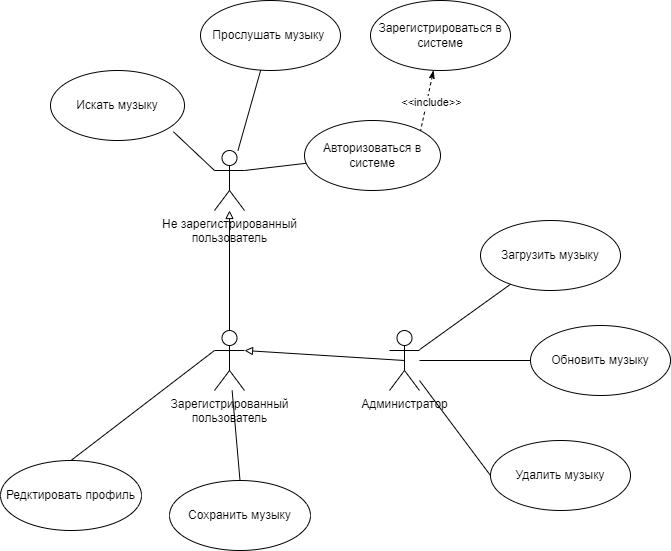 Прослушать музыку
Зарегистрироваться в
системе
Искать музыку
<<include>>
Авторизоваться в
системе
Не зарегистрированный
пользователь
Загрузить музыку
Обновить музыку
Зарегистрированный
пользователь
Администратор
Удалить музыку
Редктировать профиль
Сохранить музыку